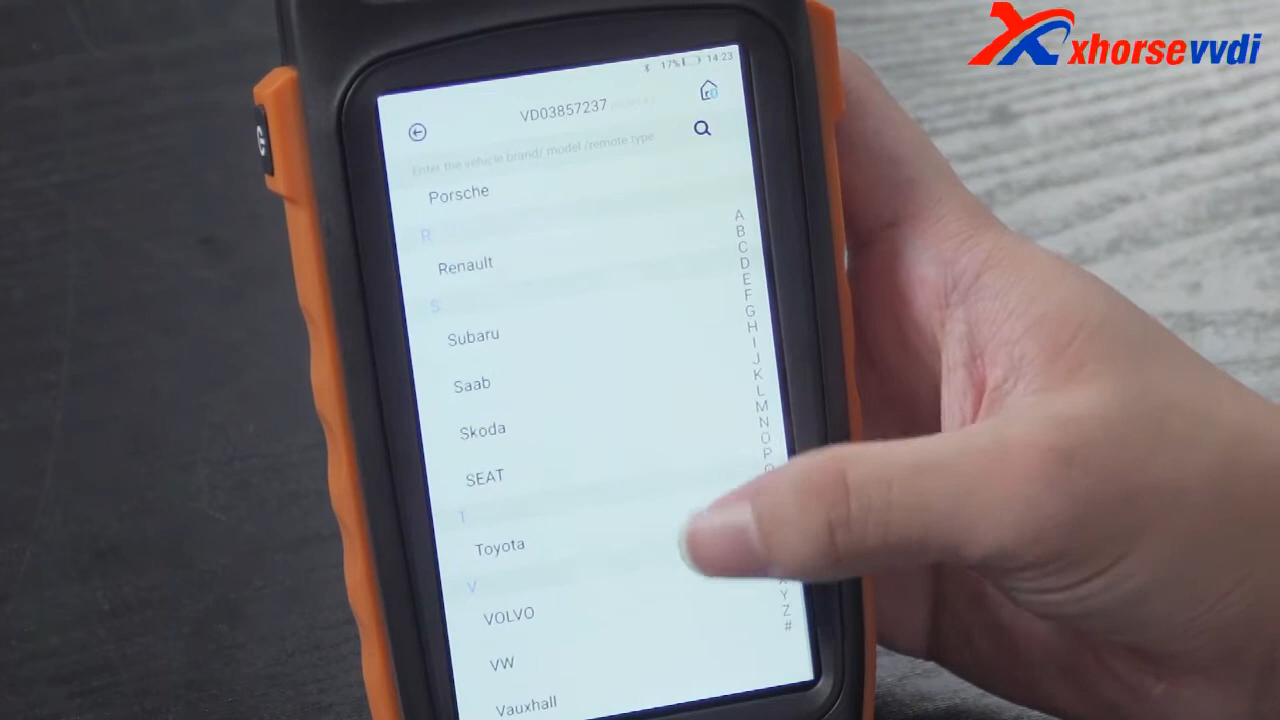 xhorsevvdi
17% 14:23
VD03857237
Enter the vehicle brand/ model /remote type
Porsche
R
Renault
S
Subaru
Saab
Skoda
SEAT
T
Toyota
V
VOLVO
VW
Vauxhall
A
B
C
D
E
F
G
H
I
J
K
L
M
N
O
P
Y
Z
#